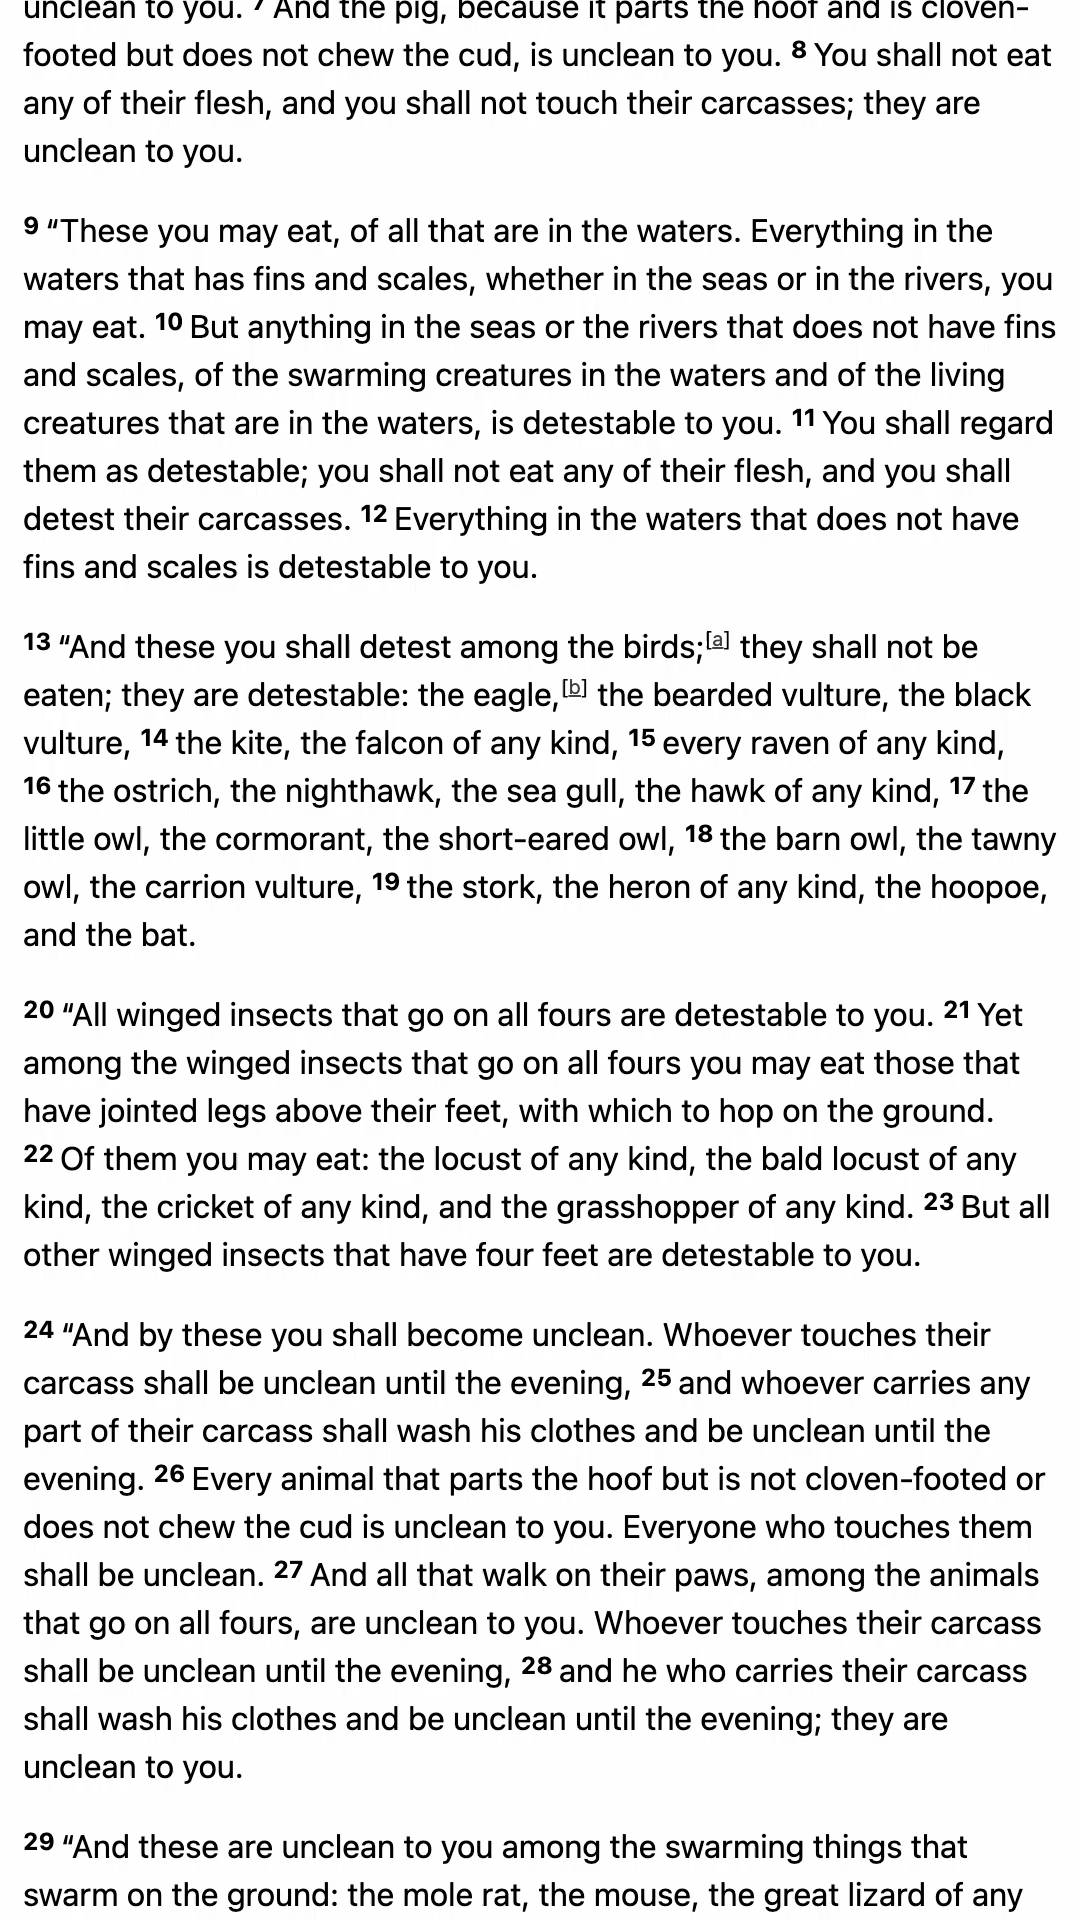 unclean to you. 7 And the pig, because it parts the hoof and is cloven-
footed but does not chew the cud, is unclean to you. 8 You shall not eat
any of their flesh, and you shall not touch their carcasses; they are
unclean to you.
9 “These you may eat, of all that are in the waters. Everything in the
waters that has fins and scales, whether in the seas or in the rivers, you
may eat. 10 But anything in the seas or the rivers that does not have fins
and scales, of the swarming creatures in the waters and of the living
creatures that are in the waters, is detestable to you. 11 You shall regard
them as detestable; you shall not eat any of their flesh, and you shall
detest their carcasses. 12 Everything in the waters that does not have
fins and scales is detestable to you.
13 “And these you shall detest among the birds;[a] they shall not be
eaten; they are detestable: the eagle,[b] the bearded vulture, the black
vulture, 14 the kite, the falcon of any kind, 15 every raven of any kind,
16 the ostrich, the nighthawk, the sea gull, the hawk of any kind, 17 the
little owl, the cormorant, the short-eared owl, 18 the barn owl, the tawny
owl, the carrion vulture, 19 the stork, the heron of any kind, the hoopoe,
and the bat.
20 “All winged insects that go on all fours are detestable to you. 21 Yet
among the winged insects that go on all fours you may eat those that
have jointed legs above their feet, with which to hop on the ground.
22 Of them you may eat: the locust of any kind, the bald locust of any
kind, the cricket of any kind, and the grasshopper of any kind. 23 But all
other winged insects that have four feet are detestable to you.
24 “And by these you shall become unclean. Whoever touches their
carcass shall be unclean until the evening, 25 and whoever carries any
part of their carcass shall wash his clothes and be unclean until the
evening. 26 Every animal that parts the hoof but is not cloven-footed or
does not chew the cud is unclean to you. Everyone who touches them
shall be unclean. 27 And all that walk on their paws, among the animals
that go on all fours, are unclean to you. Whoever touches their carcass
shall be unclean until the evening, 28 and he who carries their carcass
shall wash his clothes and be unclean until the evening; they are
unclean to you.
29 “And these are unclean to you among the swarming things that
swarm on the ground: the mole rat, the mouse, the great lizard of any